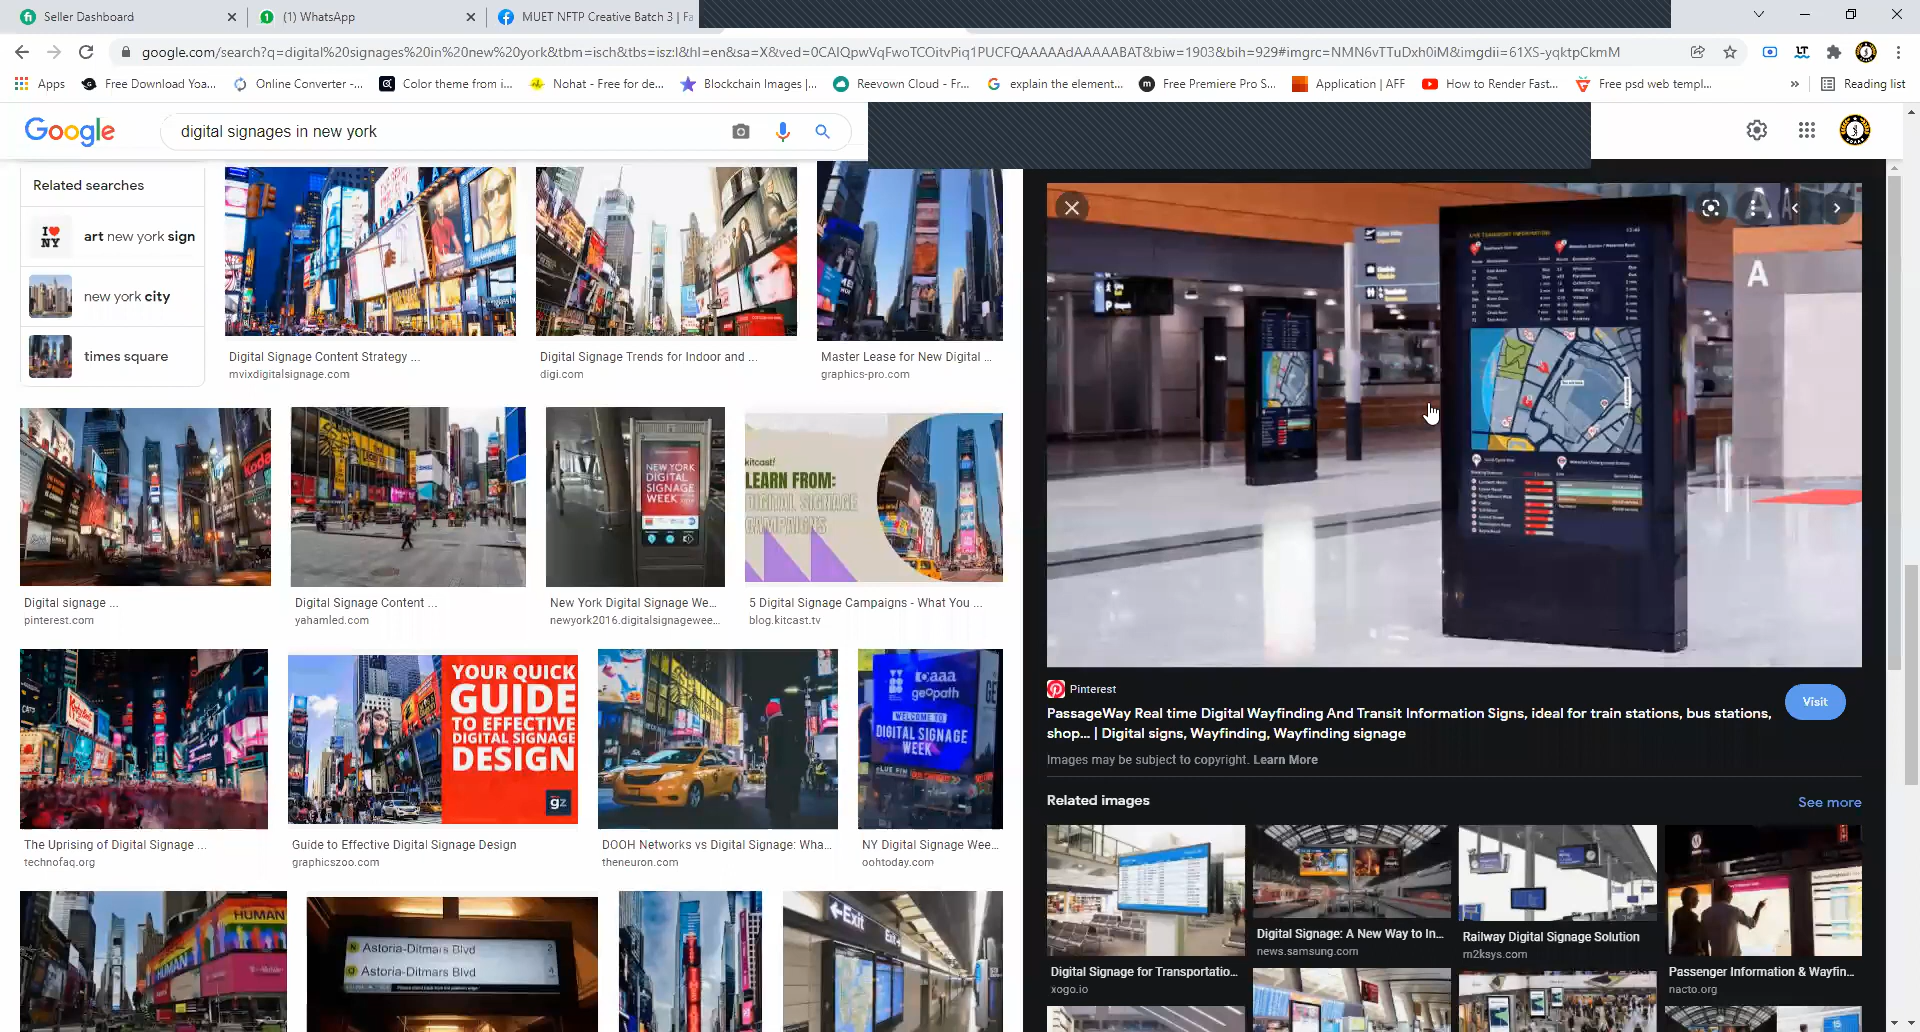 Seller Dashboard
(1) WhatsApp
MUET NFTP Creative Batch 3 | Fa
google.com/search?q=digital%20signages%20in%20new%20york&tbm=isch&tbs=isz:l&hl=en&sa=X&ved=0CAIQpwVqFwoTCOitvPiq1PUCFQAAAAAdAAAAABAT&biw=1903&bih=929#imgrc=NMN6vTTuDxh0iM&imgdii=61XS-yqktpCkmM
Apps
Free Download Yoa...
Online Converter -...
Color theme from i...
Nohat - Free for de...
Blockchain Images |...
Reevown Cloud - Fr...
explain the element...
Free Premiere Pro S...
Application | AFF
How to Render Fast...
Free psd web templ...
Reading list
Google
digital signages in new york
Related searches
I NY
art new york sign
new york city
times square
Digital Signage Content Strategy ...
mvixdigitalsignage.com
Digital Signage Trends for Indoor and ...
digi.com
Master Lease for New Digital ...
graphics-pro.com
LIVE TRANSPORT INFORMATION
A
Kodak
NEW YORK
DIGITAL
SIGNAGE
WEEK
kitcast!
LEARN FROM:
DIGITAL SIGNAGE
CAMPAIGNS
Digital signage ...
pinterest.com
Digital Signage Content ...
yahamled.com
New York Digital Signage We...
newyork2016.digitalsignagewee...
5 Digital Signage Campaigns - What You ...
blog.kitcast.tv
YOUR QUICK
GUIDE
TO EFFECTIVE
DIGITAL SIGNAGE
DESIGN
gz
oaaa
geopath
WELCOME TO
DIGITAL SIGNAGE
WEEK
Pinterest
PassageWay Real time Digital Wayfinding And Transit Information Signs, ideal for train stations, bus stations,
shop... | Digital signs, Wayfinding, Wayfinding signage
Visit
Images may be subject to copyright. Learn More
Related images
See more
The Uprising of Digital Signage ...
technofaq.org
Guide to Effective Digital Signage Design
graphicszoo.com
DOOH Networks vs Digital Signage: Wha...
theneuron.com
NY Digital Signage Wee...
oohtoday.com
HUMAN
HUMAN
Astoria-Ditmars Blvd 2
Astoria-Ditmars Blvd 4
Exit
Digital Signage for Transportatio...
xogo.io
Digital Signage: A New Way to In...
news.samsung.com
Railway Digital Signage Solution
m2ksys.com
Passenger Information & Wayfin...
nacto.org